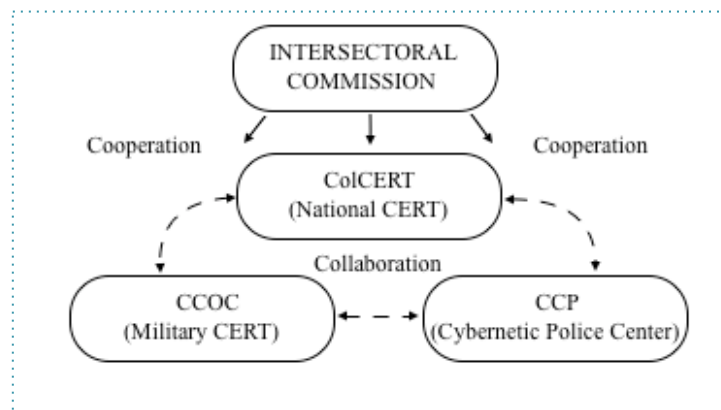 INTERSECTORAL
COMMISSION
Cooperation
Cooperation
ColCERT
(National CERT)
Collaboration
CCOC
(Military CERT)
CCP
(Cybernetic Police Center)